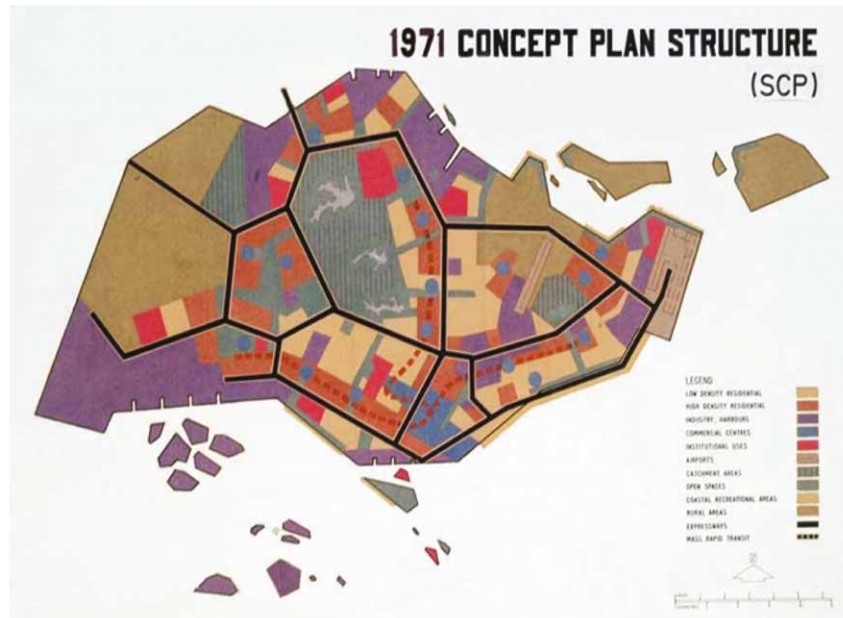 1971 CONCEPT PLAN STRUCTURE
(SCP)
LEGEND
LOW DENSITY RESIDENTIAL
HIGH DENSITY RESIDENTIAL
INDUSTRY, HARBOURS
COMMERCIAL CENTRES
INSTITUTIONAL USES
AIRPORTS
CATCHMENT AREAS
OPEN SPACES
COASTAL RECREATIONAL AREAS
RURAL AREAS
EXPRESSWAYS
MASS RAPID TRANSIT